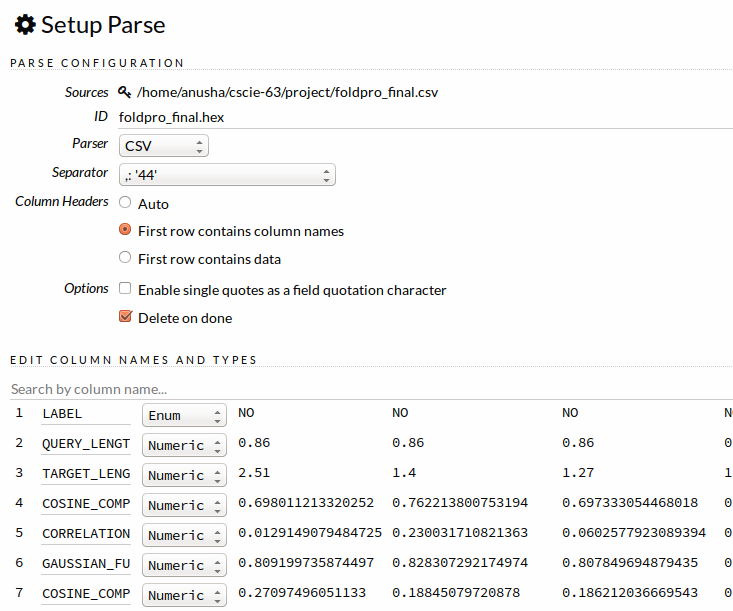 Setup Parse
PARSE CONFIGURATION
Sources /home/anusha/cscie-63/project/foldpro_final.csv
ID foldpro_final.hex
Parser CSV
Separator ,: '44'
Column Headers Auto
First row contains column names
First row contains data
Options Enable single quotes as a field quotation character
Delete on done
EDIT COLUMN NAMES AND TYPES
Search by column name...
1 LABEL Enum NO NO NO N
2 QUERY_LENGT Numeric 0.86 0.86 0.86 0
3 TARGET_LENG Numeric 2.51 1.4 1.27 1
4 COSINE_COMP Numeric 0.698011213320252 0.762213800753194 0.697333054468018 0
5 CORRELATION Numeric 0.0129149079484725 0.230031710821363 0.0602577923089394 0
6 GAUSSIAN_FU Numeric 0.809199735874497 0.828307292174974 0.807849694879435 0
7 COSINE_COMP Numeric 0.27097496051133 0.18845079720878 0.186212036669543 0